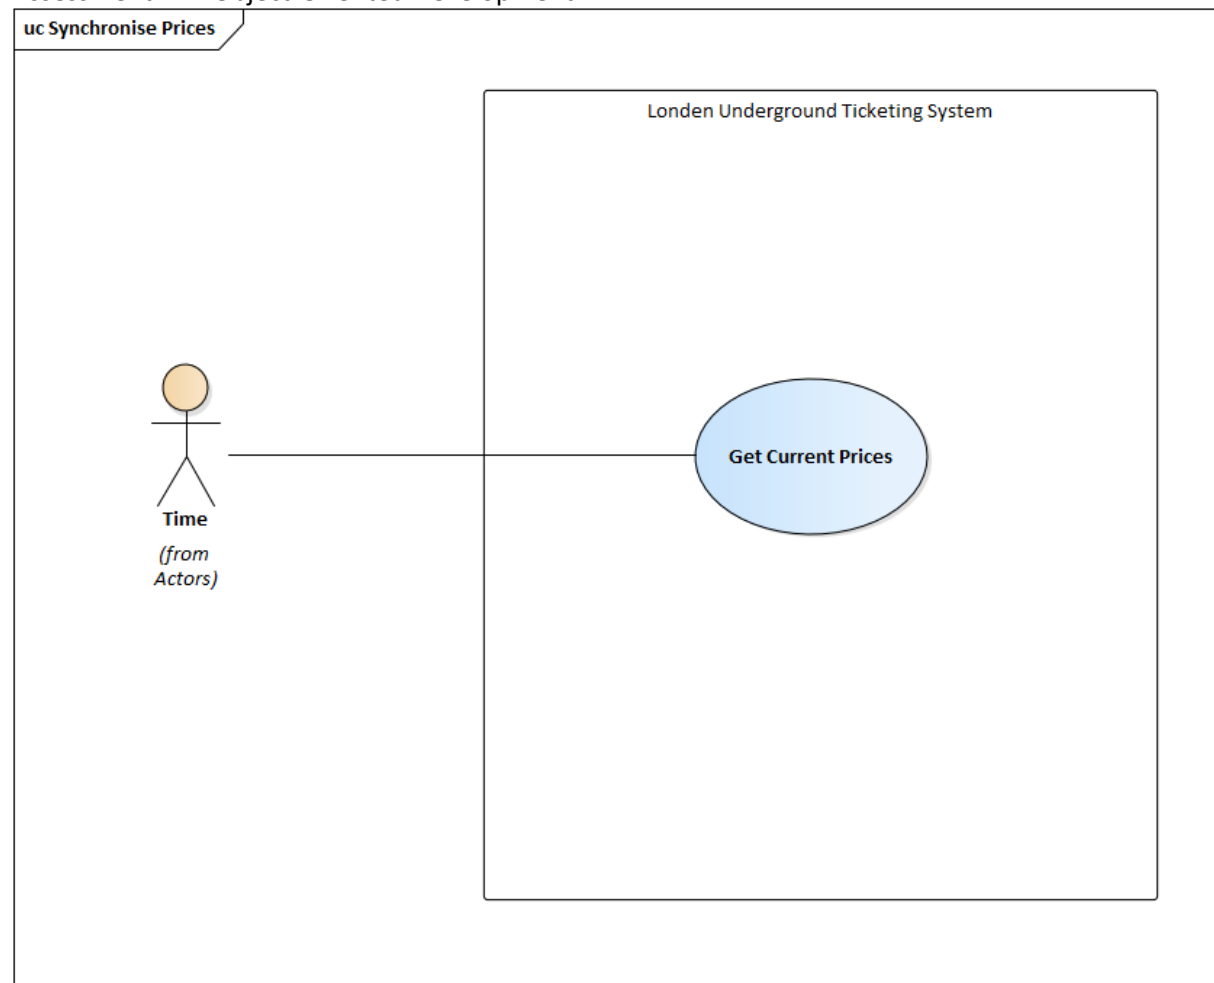 uc Synchronise Prices
Londen Underground Ticketing System
Get Current Prices
Time
(from
Actors)